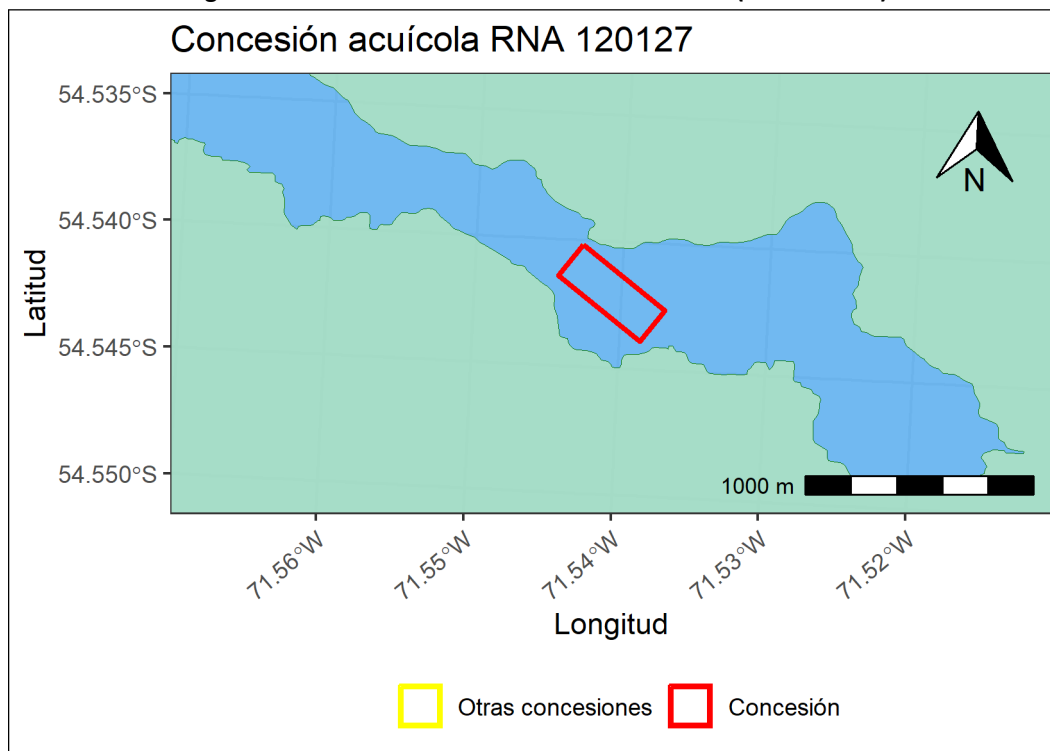 Concesión acuícola RNA 120127
54.535°S
54.540°S
54.545°S
54.550°S
Latitud
N
1000 m
71.56°W
71.55°W
71.54°W
71.53°W
71.52°W
Longitud
Otras concesiones
Concesión